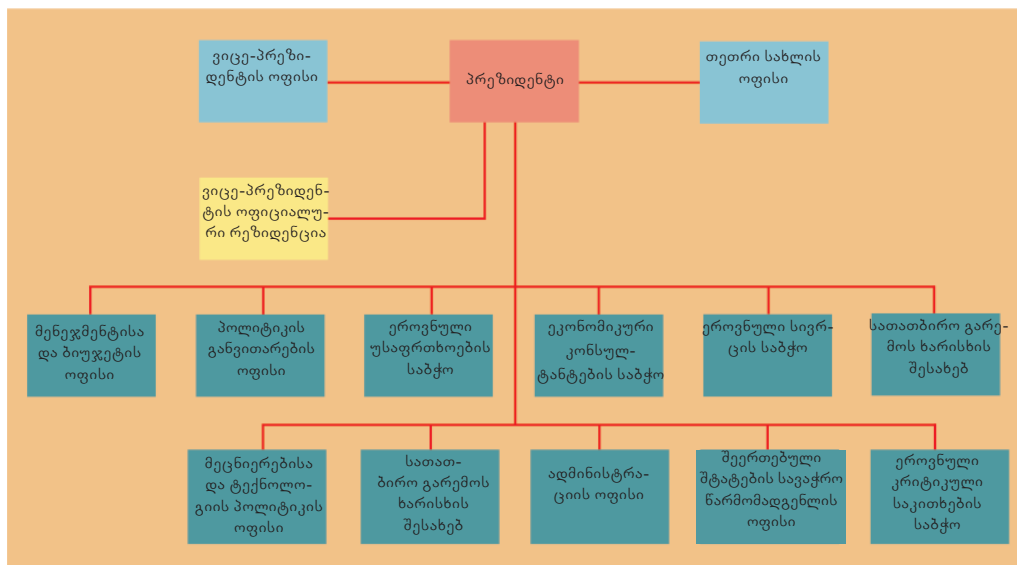 ვიცე-პრეზი-
დენტის ოფისი
პრეზიდენტი
თეთრი სახლის
ოფისი
ვიცე-პრეზიდენ-
ტის ოფიციალუ-
რი რეზიდენცია
მენეჯმენტისა
და ბიუჯეტის
ოფისი
პოლიტიკის
განვითარების
ოფისი
ეროვნული
უსაფრთხოების
საბჭო
ეკონომიკური
კონსულ-
ტანტების საბჭო
ეროვნული სივრ-
ცის საბჭო
სათათბირო გარე-
მოს ხარისხის
შესახებ
მეცნიერებისა
და ტექნოლო-
გიის პოლიტიკის
ოფისი
სათათ-
ბირო გარემოს
ხარისხის
შესახებ
ადმინისტრა-
ციის ოფისი
შეერთებული
შტატების სავაჭრო
წარმომადგენლის
ოფისი
ეროვნული
კრიტიკული
საკითხების
საბჭო